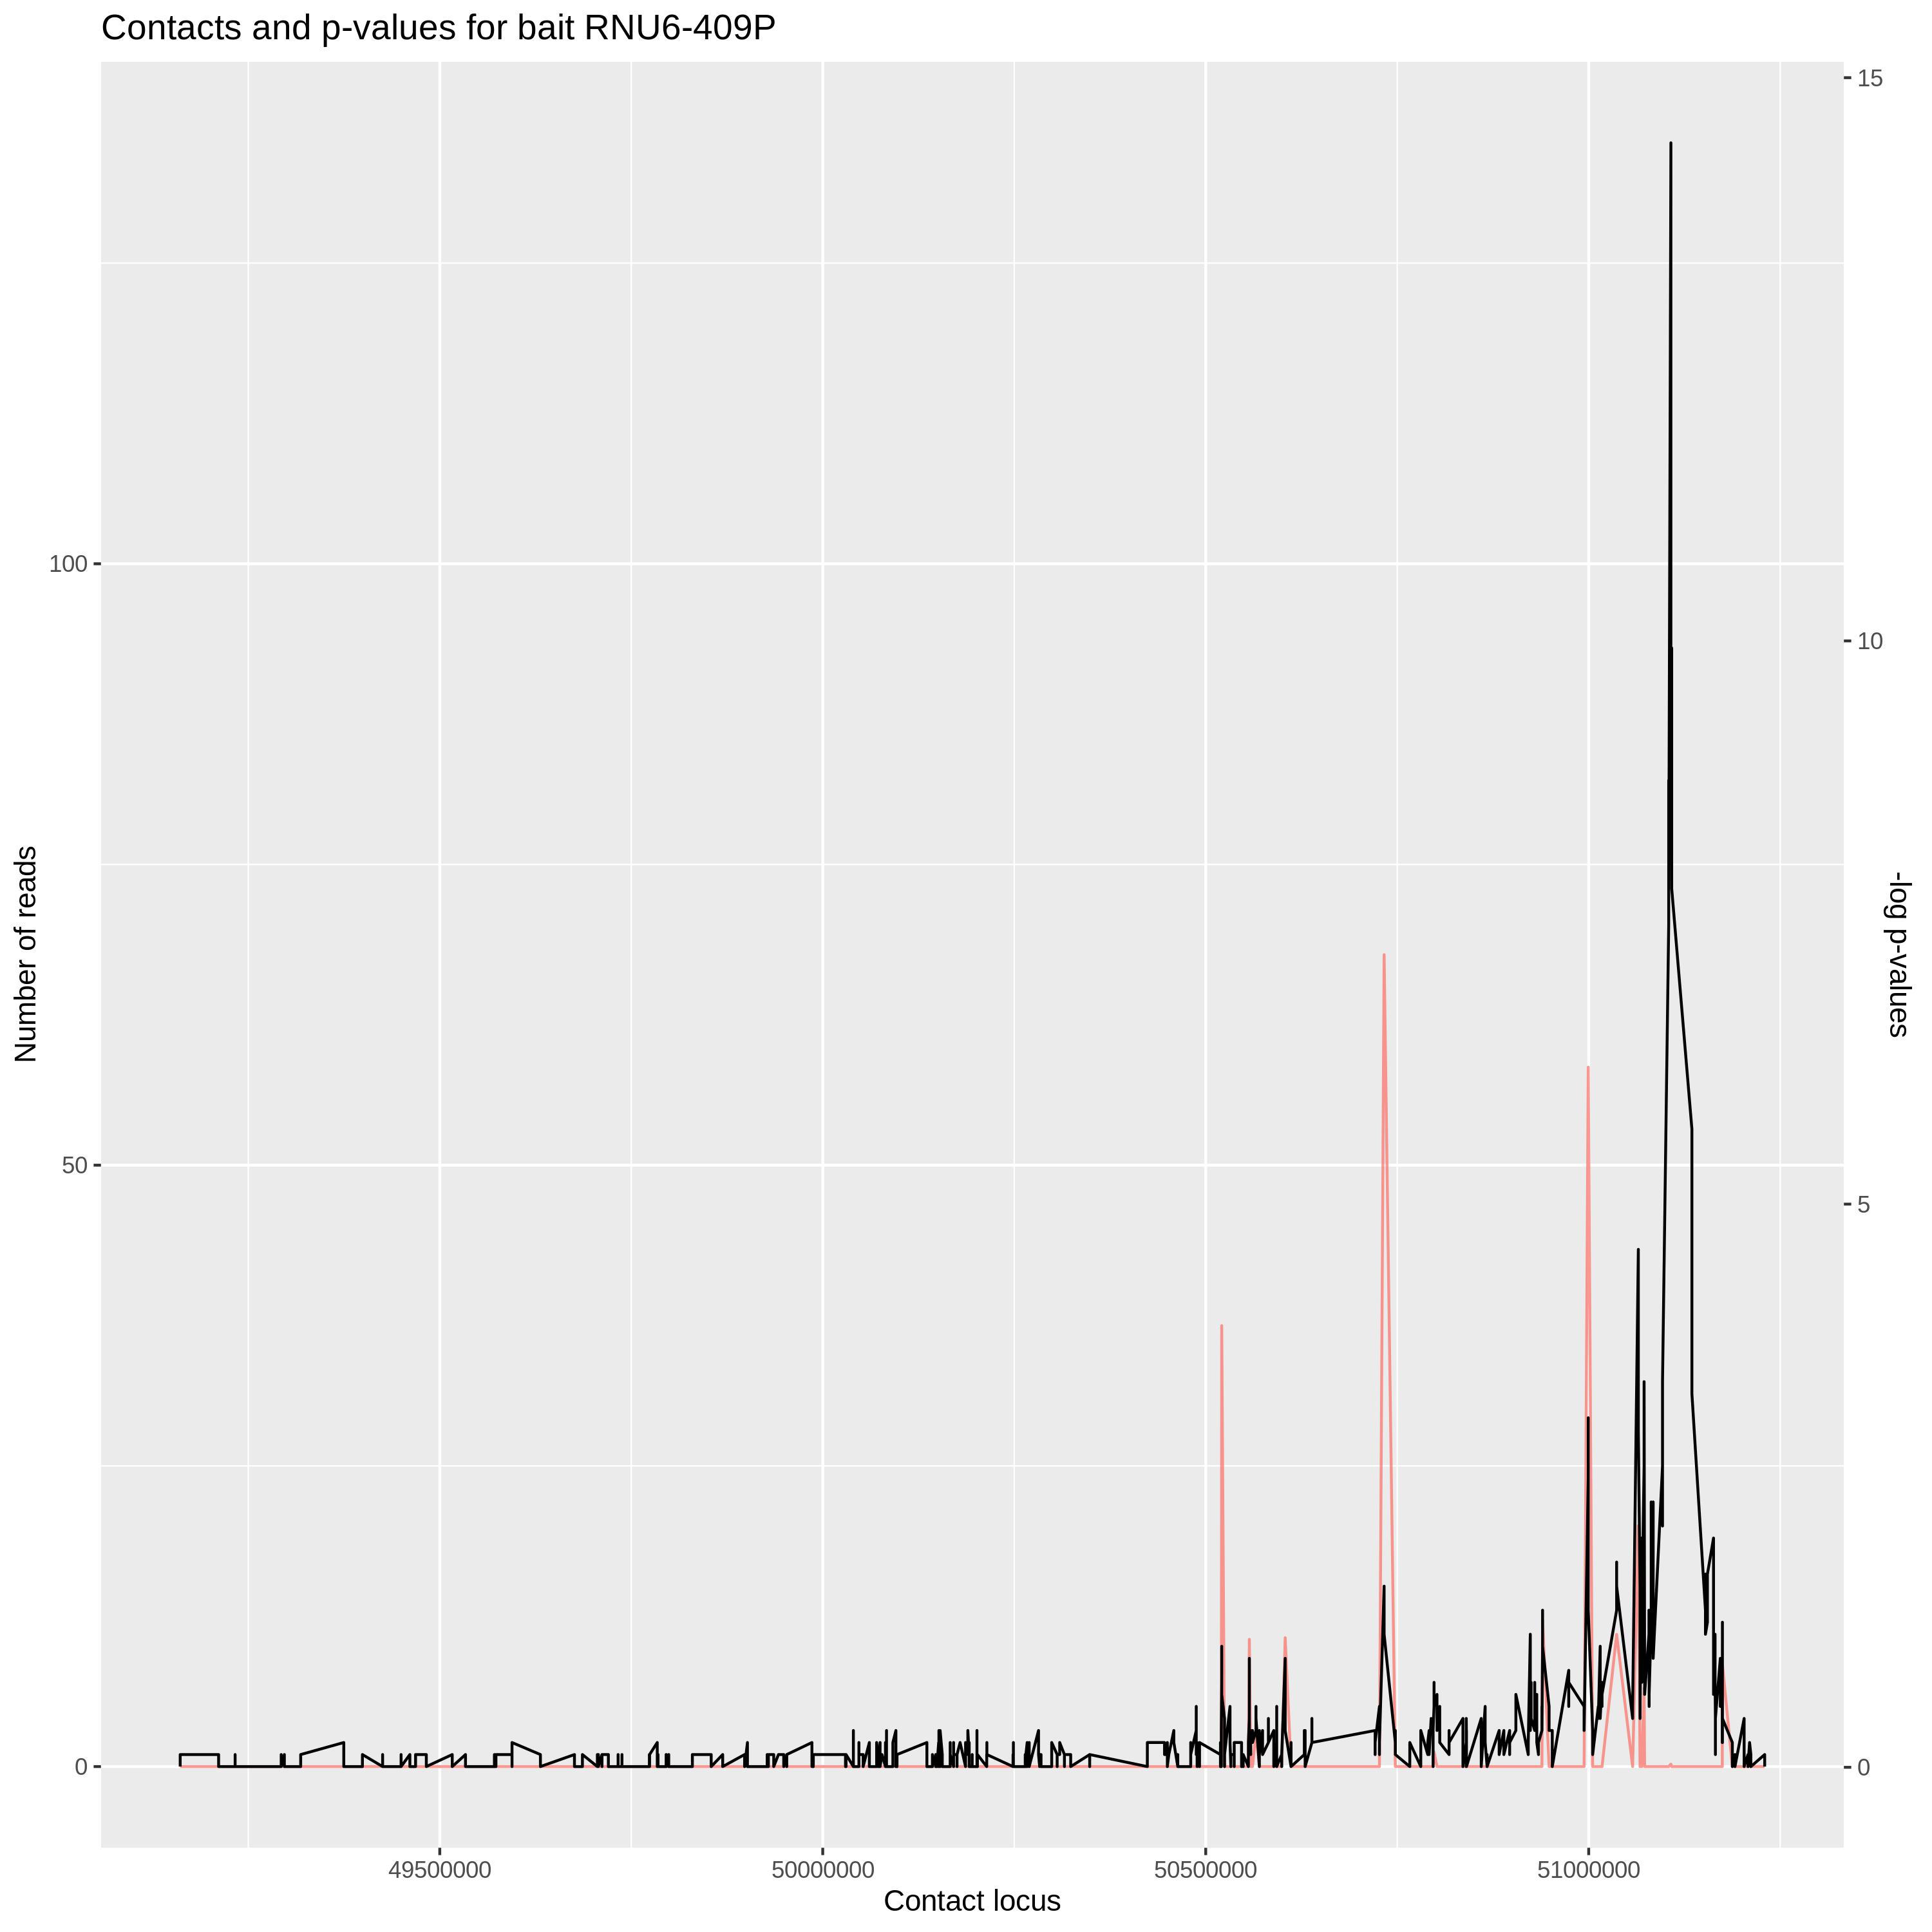 Contacts and p-values for bait RNU6-409P
15
100
10
Number of reads
-log p-values
50
5
0
0
49500000
50000000
50500000
51000000
Contact locus